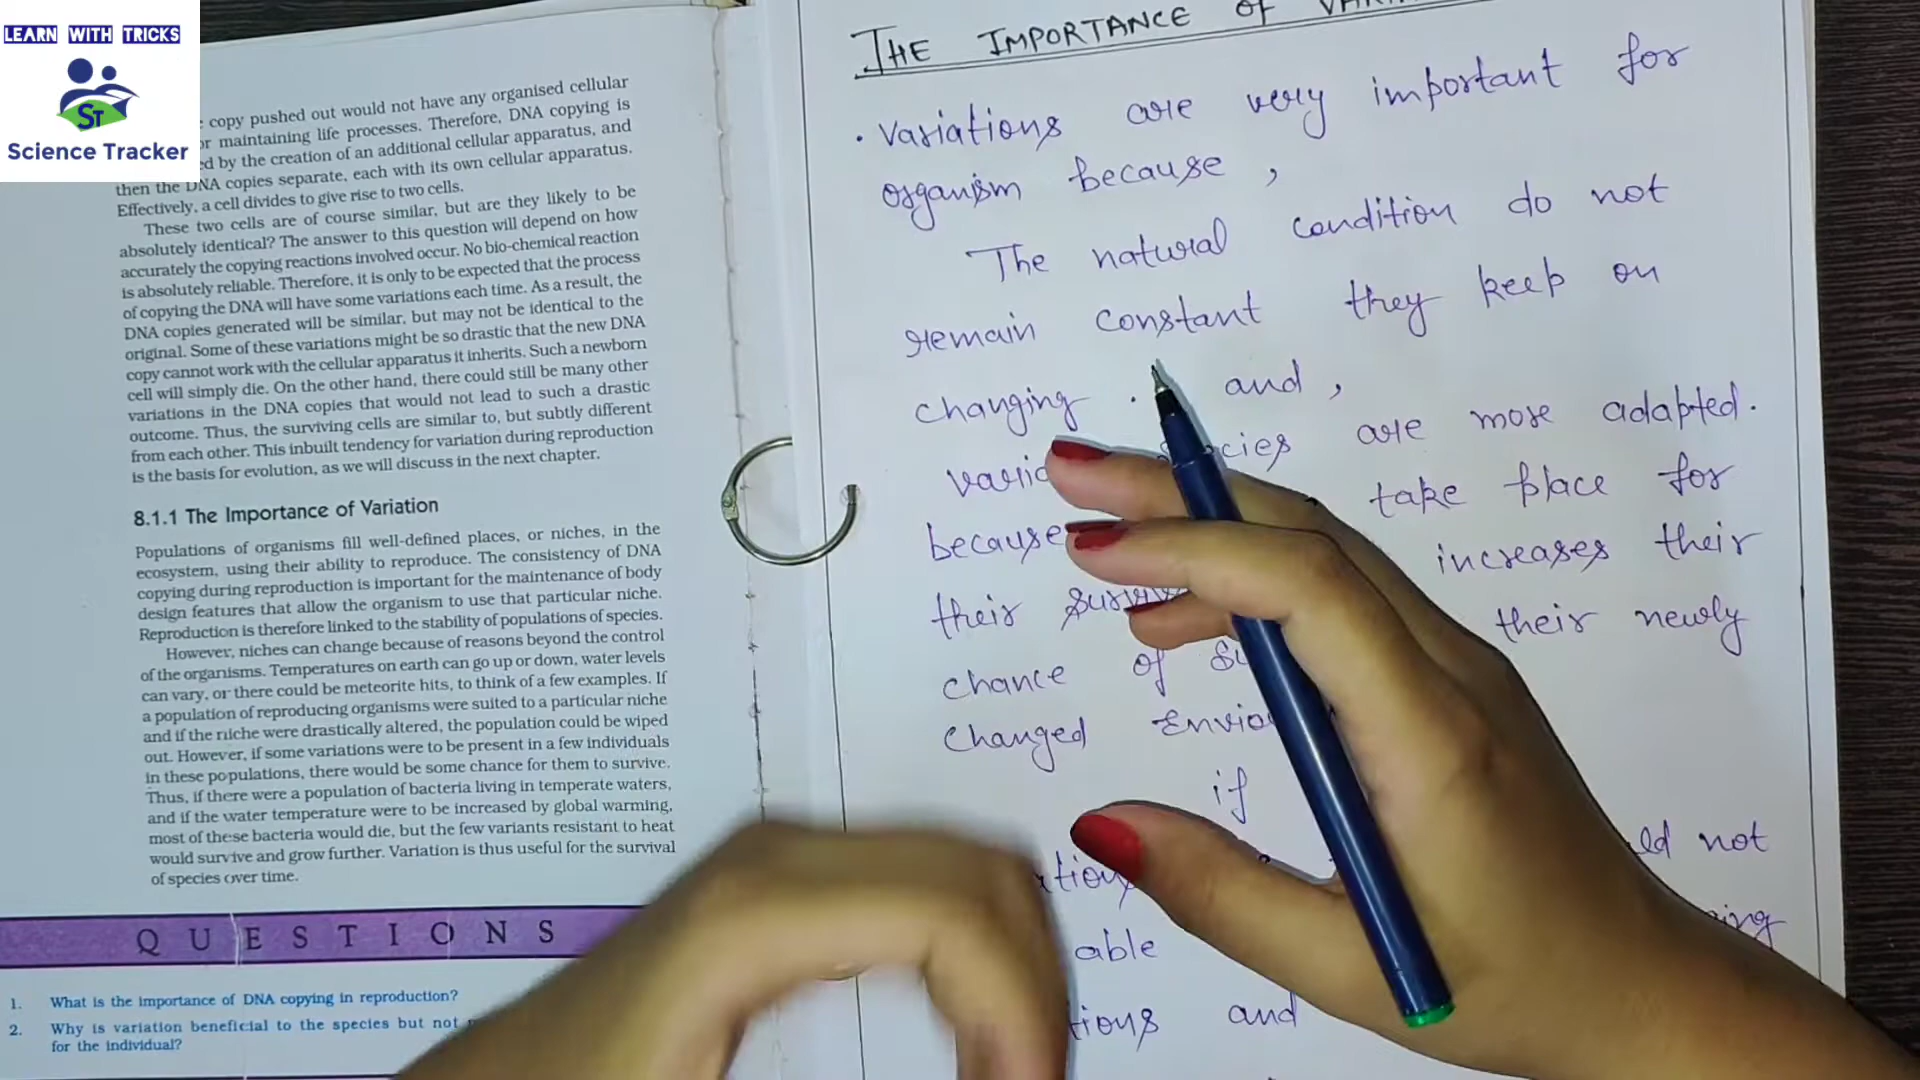 LEARN WITH TRICKS
ST
Science Tracker
copy pushed out would not have any organised cellular
maintaining life processes. Therefore, DNA copying is
by the creation of an additional cellular apparatus, and
then the DNA copies separate, each with its own cellular apparatus.
Effectively, a cell divides to give rise to two cells.
These two cells are of course similar, but are they likely to be
absolutely identical? The answer to this question will depend on how
accurately the copying reactions involved occur. No bio-chemical reaction
is absolutely reliable. Therefore, it is only to be expected that the process
of copying the DNA will have some variations each time. As a result, the
DNA copies generated will be similar, but may not be identical to the
original. Some of these variations might be so drastic that the new DNA
copy cannot work with the cellular apparatus it inherits. Such a newborn
cell will simply die. On the other hand, there could still be many other
variations in the DNA copies that would not lead to such a drastic
outcome. Thus, the surviving cells are similar to, but subtly different
from each other. This inbuilt tendency for variation during reproduction
is the basis for evolution, as we will discuss in the next chapter.
8.1.1 The Importance of Variation
Populations of organisms fill well-defined places, or niches, in the
ecosystem, using their ability to reproduce. The consistency of DNA
copying during reproduction is important for the maintenance of body
design features that allow the organism to use that particular niche.
Reproduction is therefore linked to the stability of populations of species.
However, niches can change because of reasons beyond the control
of the organisms. Temperatures on earth can go up or down, water levels
can vary, or there could be meteorite hits, to think of a few examples. If
a population of reproducing organisms were suited to a particular niche
and if the niche were drastically altered, the population could be wiped
out. However, if some variations were to be present in a few individuals
in these populations, there would be some chance for them to survive.
Thus, if there were a population of bacteria living in temperate waters,
and if the water temperature were to be increased by global warming,
most of these bacteria would die, but the few variants resistant to heat
would survive and grow further. Variation is thus useful for the survival
of species over time.
QUESTIONS
1. What is the importance of DNA copying in reproduction?
2. Why is variation beneficial to the species but not
for the individual?
THE IMPORTANCE OF
• Variations are very important for
organism because ,
The natural condition do not
remain constant they keep on
changing . and ,
are more adapted.
because take place for
their increases their
chance of their newly
changed
if
not
able
and